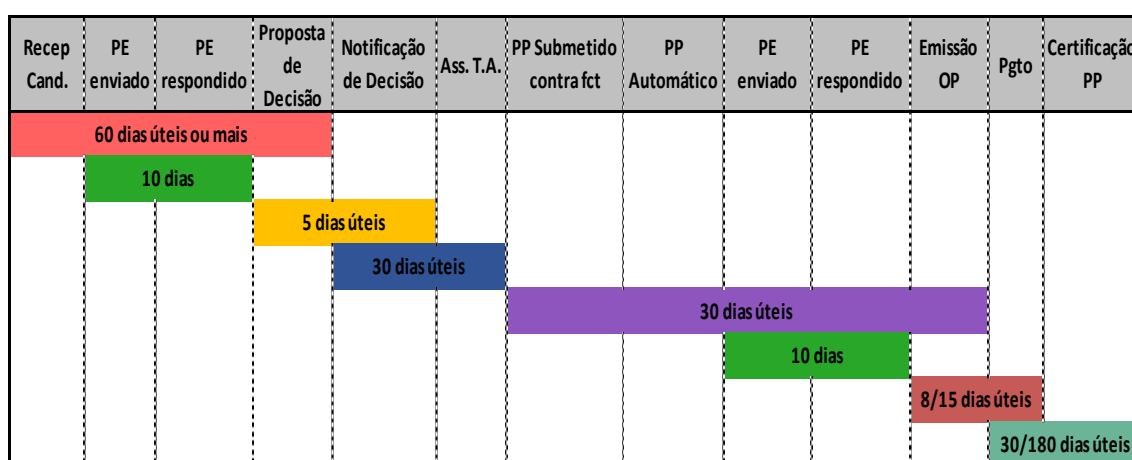 Recep Cand.
PE enviado
PE respondido
Proposta de Decisão
Notificação de Decisão
Ass. T.A.
PP Submetido contra fct
PP Automático
PE enviado
PE respondido
Emissão OP
Pgto
Certificação PP
60 dias úteis ou mais
10 dias
5 dias úteis
30 dias úteis
30 dias úteis
10 dias
8/15 dias úteis
30/180 dias úteis